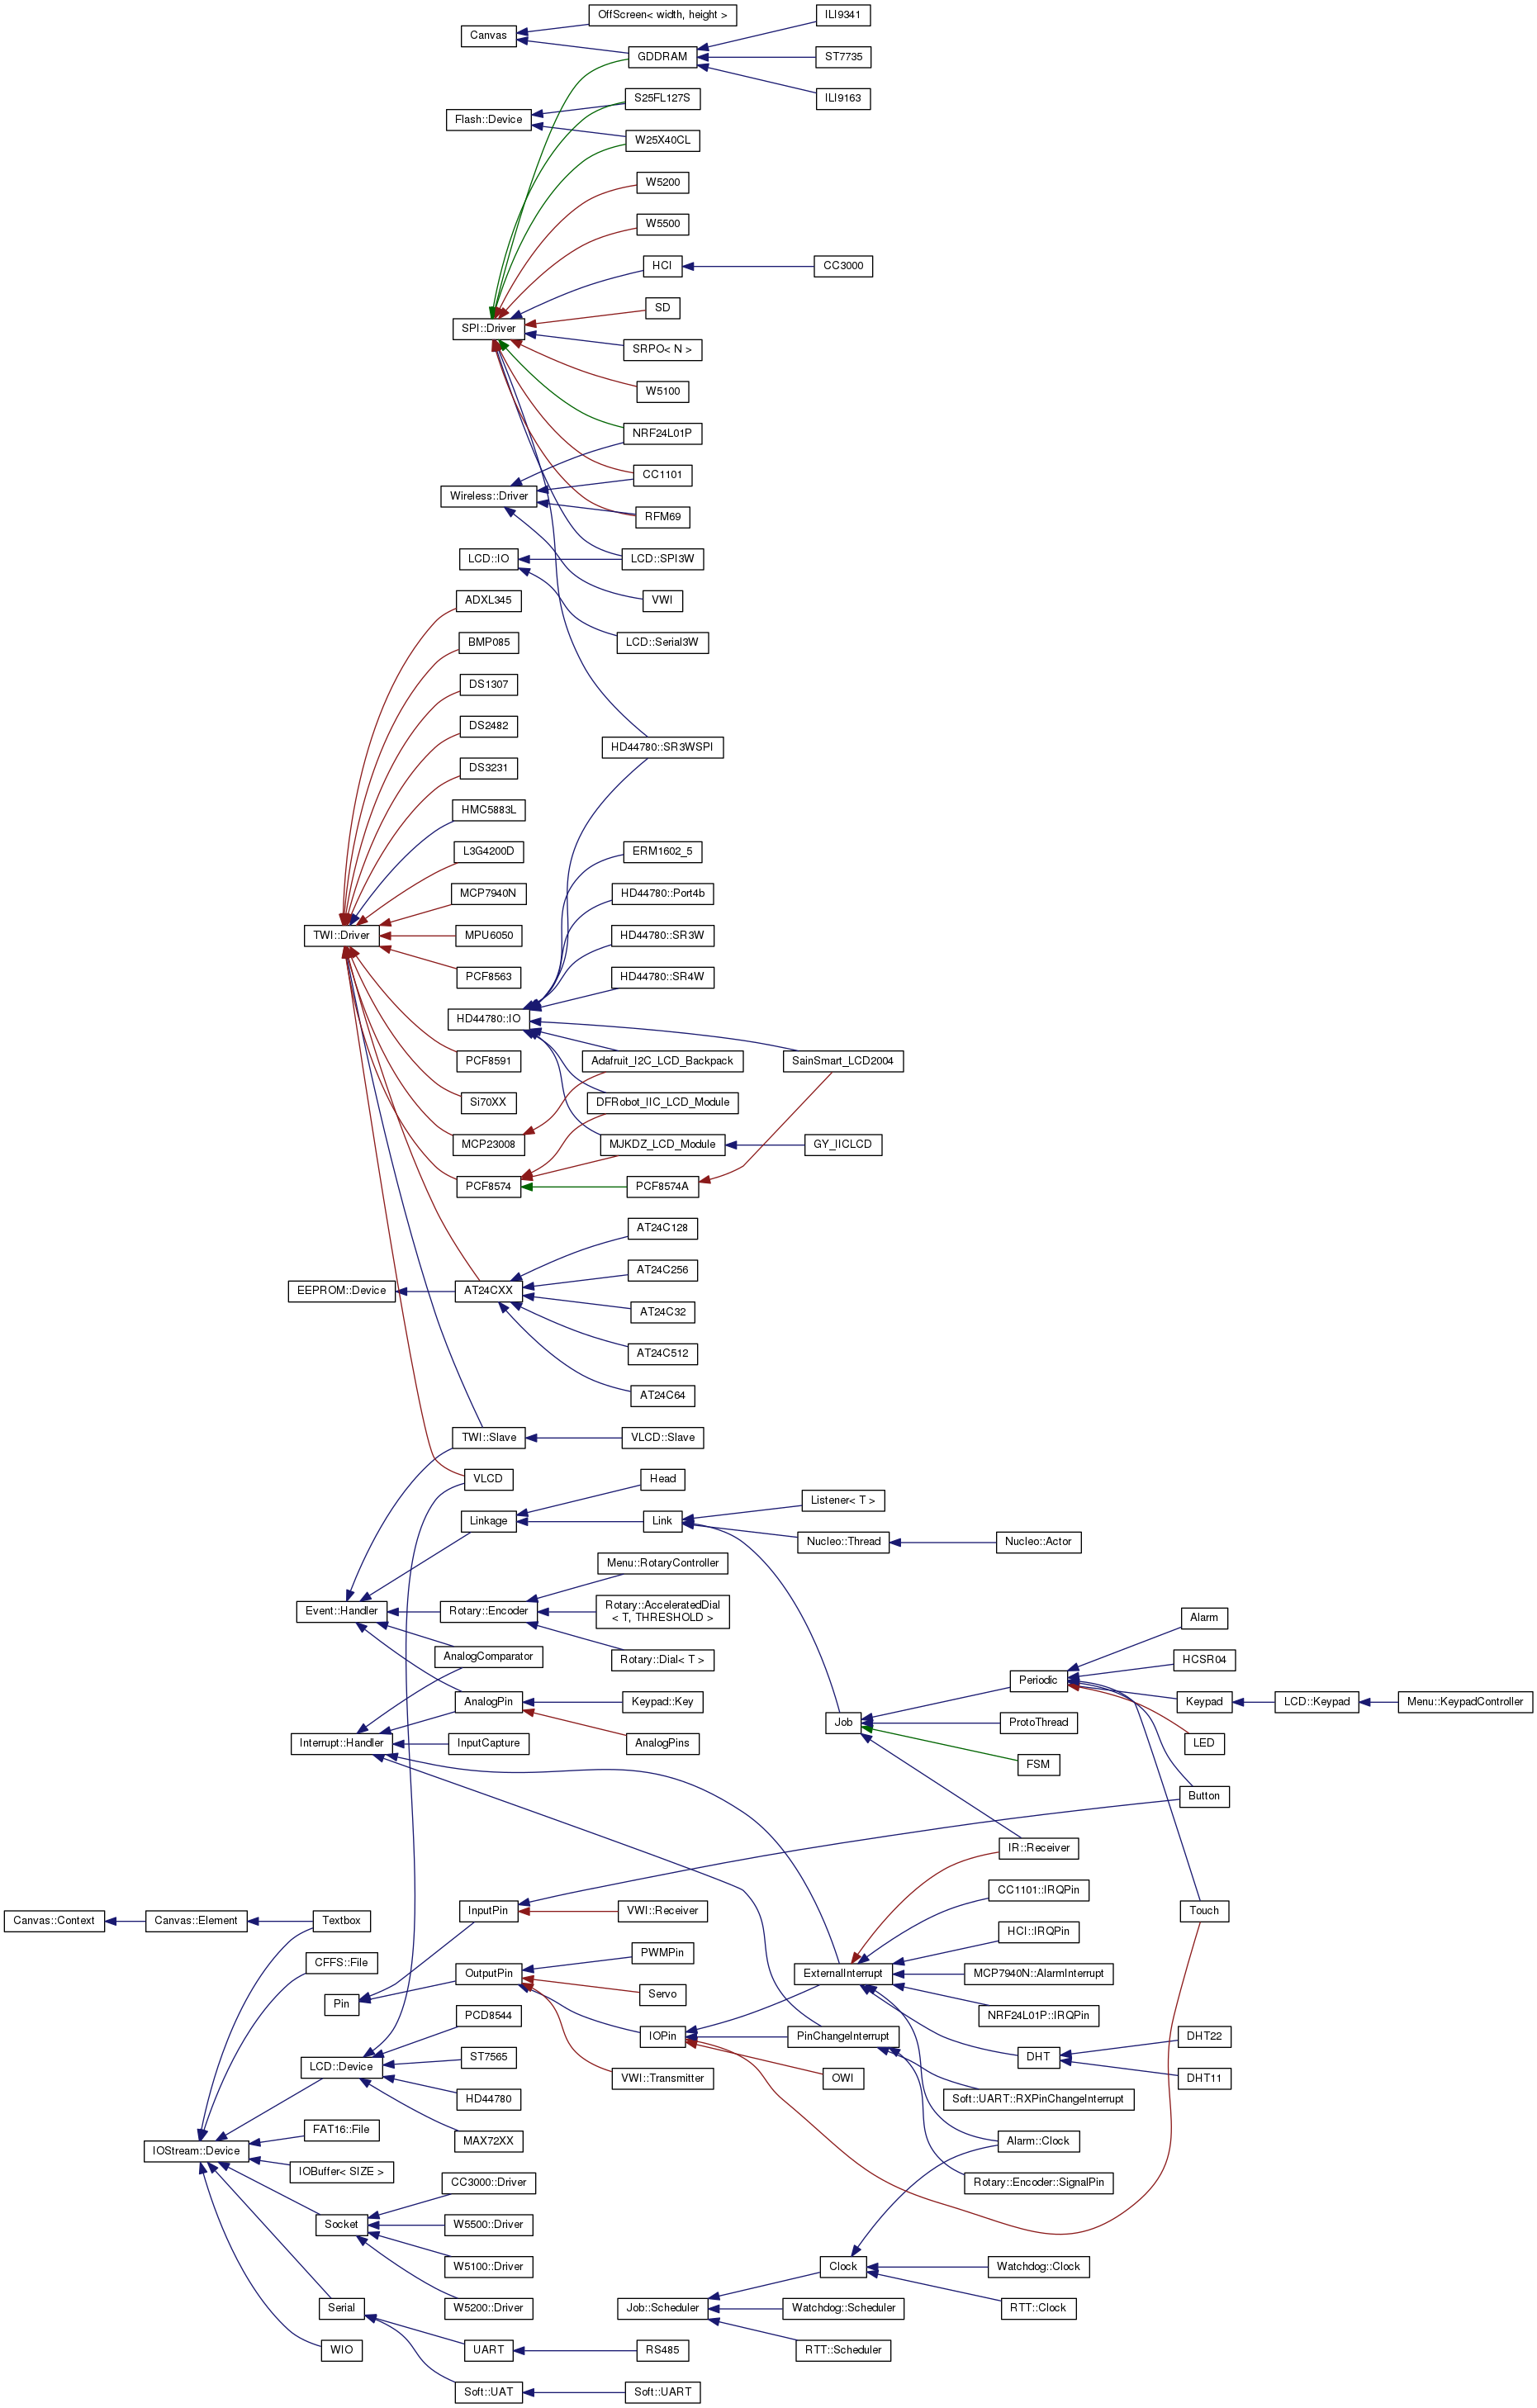 OffScreen< width, height >
ILI9341
Canvas
GDDRAM
ST7735
ILI9163
S25FL127S
Flash::Device
W25X40CL
W5200
W5500
HCI
CC3000
SD
SPI::Driver
SRPO< N >
W5100
NRF24L01P
CC1101
Wireless::Driver
RFM69
LCD::IO
LCD::SPI3W
ADXL345
VWI
BMP085
LCD::Serial3W
DS1307
DS2482
HD44780::SR3WSPI
DS3231
HMC5883L
L3G4200D
ERM1602_5
MCP7940N
HD44780::Port4b
TWI::Driver
MPU6050
HD44780::SR3W
PCF8563
HD44780::SR4W
HD44780::IO
PCF8591
Adafruit_I2C_LCD_Backpack
SainSmart_LCD2004
Si70XX
DFRobot_IIC_LCD_Module
MCP23008
MJKDZ_LCD_Module
GY_IICLCD
PCF8574
PCF8574A
AT24C128
AT24C256
EEPROM::Device
AT24CXX
AT24C32
AT24C512
AT24C64
TWI::Slave
VLCD::Slave
VLCD
Head
Listener< T >
Linkage
Link
Nucleo::Thread
Nucleo::Actor
Menu::RotaryController
Event::Handler
Rotary::Encoder
Rotary::AcceleratedDial
< T, THRESHOLD >
Alarm
AnalogComparator
Rotary::Dial< T >
HCSR04
Periodic
AnalogPin
Keypad::Key
Keypad
LCD::Keypad
Menu::KeypadController
Job
ProtoThread
Interrupt::Handler
InputCapture
AnalogPins
LED
FSM
Button
IR::Receiver
CC1101::IRQPin
Canvas::Context
Canvas::Element
Textbox
InputPin
VWI::Receiver
Touch
HCI::IRQPin
CFFS::File
PWMPin
OutputPin
ExternalInterrupt
MCP7940N::AlarmInterrupt
Servo
Pin
PCD8544
NRF24L01P::IRQPin
IOPin
PinChangeInterrupt
DHT22
ST7565
DHT
LCD::Device
VWI::Transmitter
OWI
DHT11
HD44780
Soft::UART::RXPinChangeInterrupt
FAT16::File
MAX72XX
Alarm::Clock
IOStream::Device
IOBuffer< SIZE >
CC3000::Driver
Rotary::Encoder::SignalPin
Socket
W5500::Driver
W5100::Driver
Clock
Watchdog::Clock
Serial
W5200::Driver
Job::Scheduler
Watchdog::Scheduler
RTT::Clock
WIO
UART
RS485
RTT::Scheduler
Soft::UAT
Soft::UART